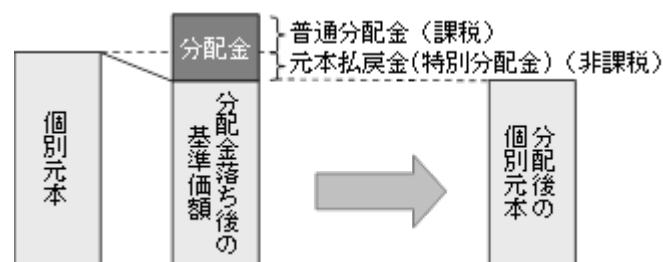 分配金
普通分配金（課税）
元本払戻金(特別分配金)（非課税）
個別元本
分配金落ち後の
基準価額
分配後の
個別元本